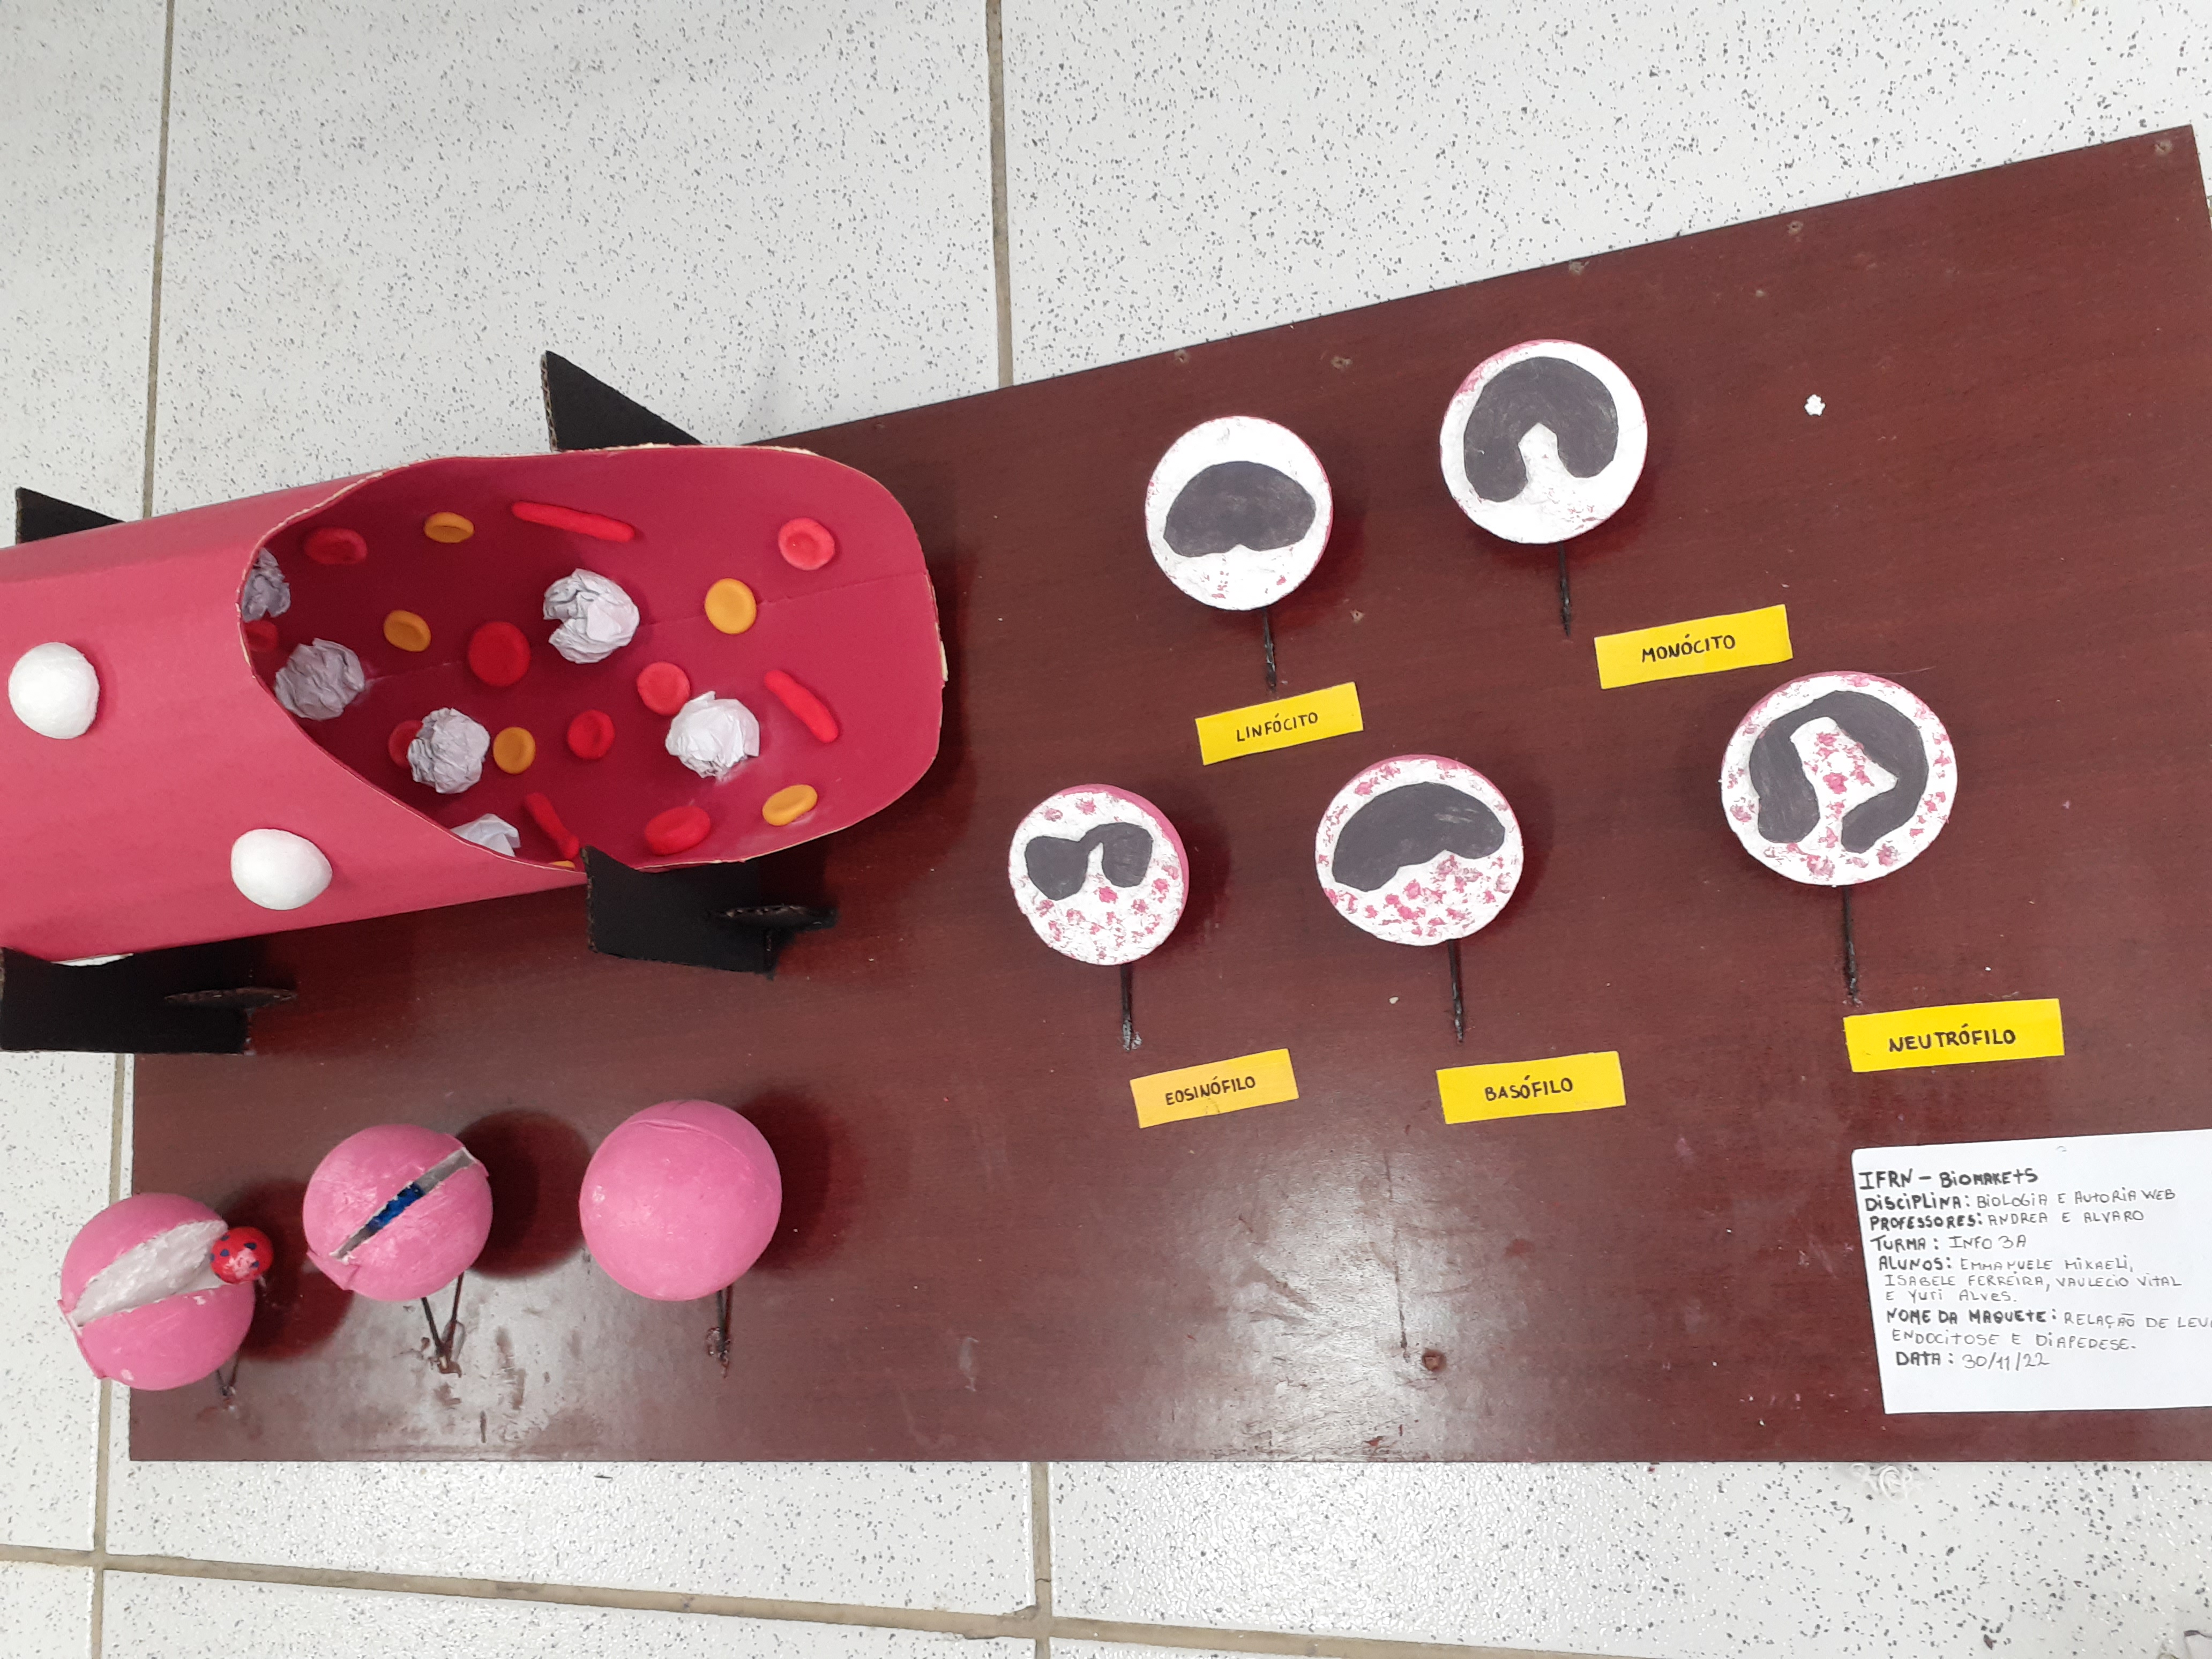 EOSINÓFILO
LINFÓCITO
BASÓFILO
MONÓCITO
NEUTRÓFILO
IFRN - BIOMAKETS
DISCIPLINA: BIOLOGIA E AUTORIA WEB
PROFESSORES: ANDREA E ALVARO
TURMA: INFO 3A
ALUNOS: EMMANUELE MIKAELI,
ISABELE FERREIRA, VAULECIO VITAL
E YURI ALVES.
NOME DA MAQUETE: RELAÇÃO DE
ENDOCITOSE E DIAPEDESE.
DATA: 30/11/22